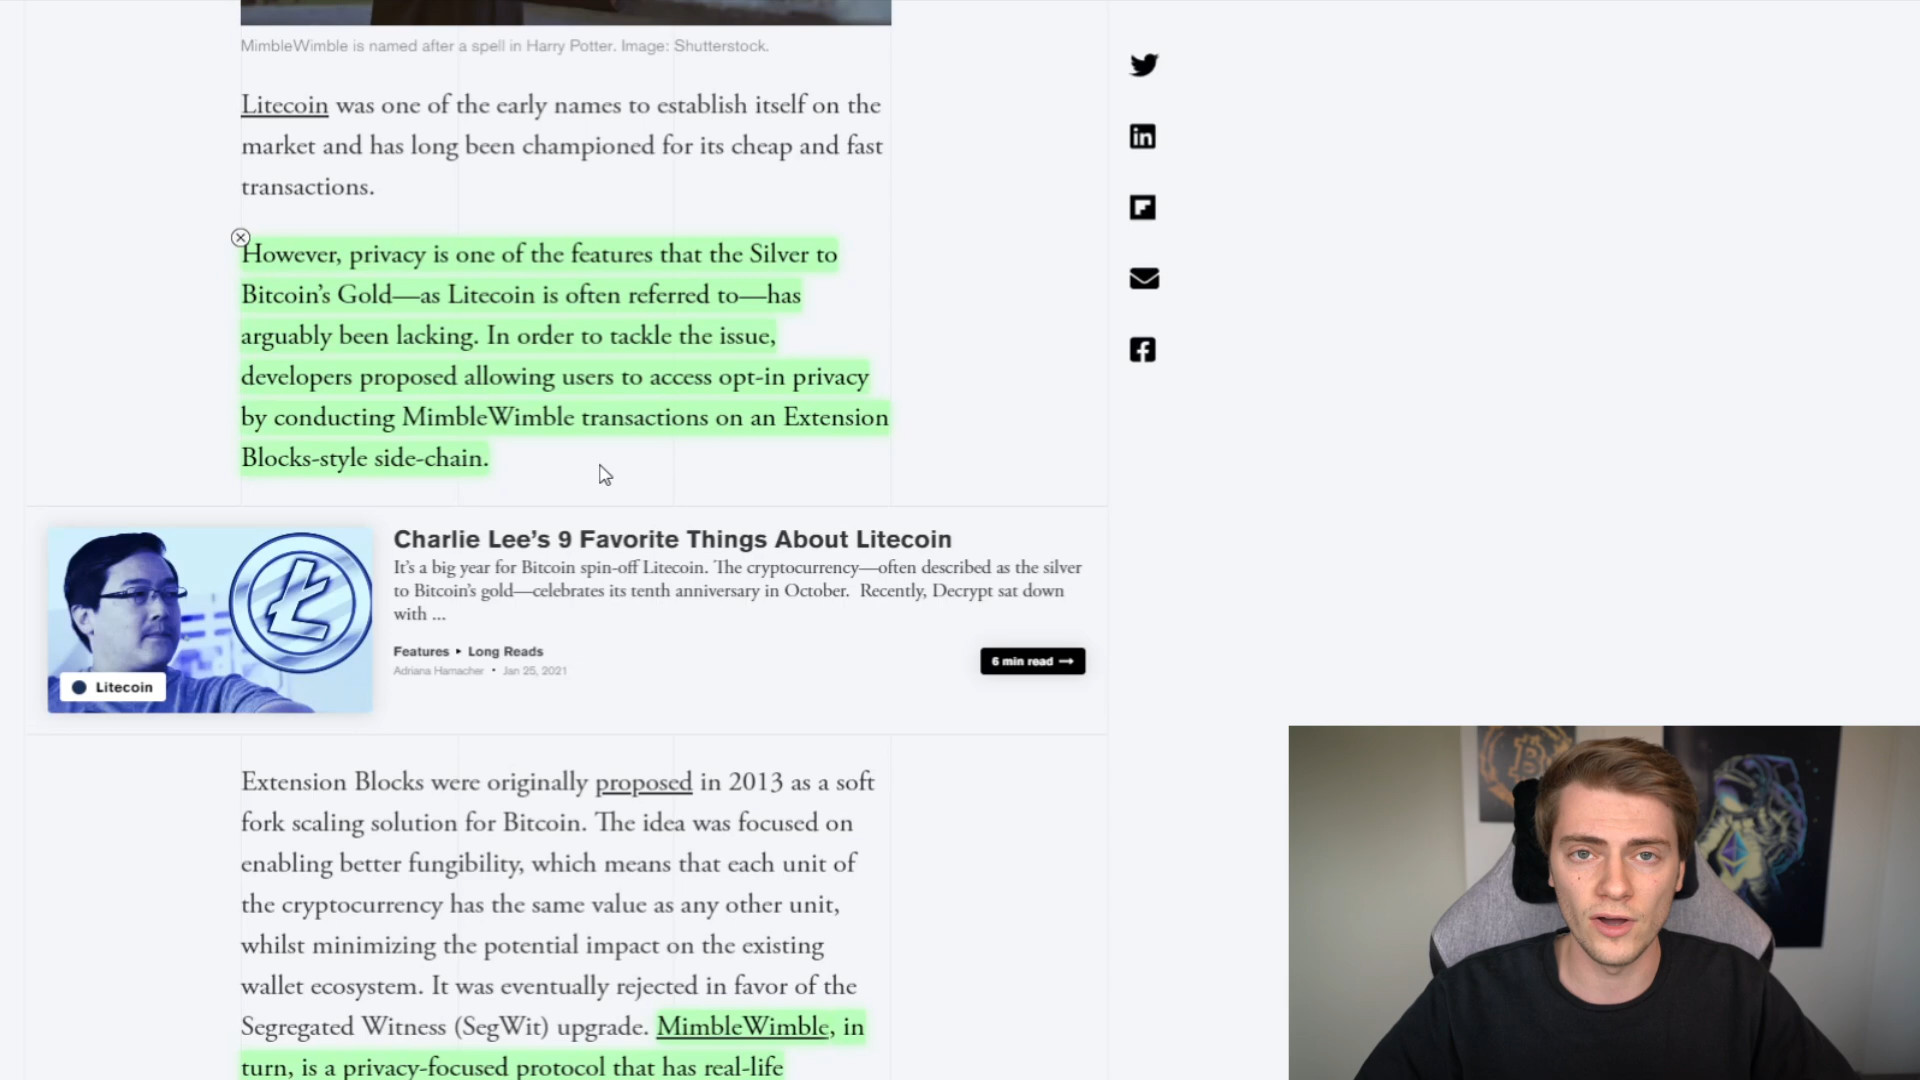 MimbleWimble is named after a spell in Harry Potter. Image: Shutterstock.
Litecoin was one of the early names to establish itself on the
market and has long been championed for its cheap and fast
transactions.
However, privacy is one of the features that the Silver to
Bitcoin’s Gold—as Litecoin is often referred to—has
arguably been lacking. In order to tackle the issue,
developers proposed allowing users to access opt-in privacy
by conducting MimbleWimble transactions on an Extension
Blocks-style side-chain.
Charlie Lee’s 9 Favorite Things About Litecoin
It’s a big year for Bitcoin spin-off Litecoin. The cryptocurrency—often described as the silver
to Bitcoin’s gold—celebrates its tenth anniversary in October.  Recently, Decrypt sat down
with ...
Features ▸ Long Reads
Adriana Hamacher • Jan 25, 2021
6 min read →
Litecoin
Extension Blocks were originally proposed in 2013 as a soft
fork scaling solution for Bitcoin. The idea was focused on
enabling better fungibility, which means that each unit of
the cryptocurrency has the same value as any other unit,
whilst minimizing the potential impact on the existing
wallet ecosystem. It was eventually rejected in favor of the
Segregated Witness (SegWit) upgrade. MimbleWimble, in
turn, is a privacy-focused protocol that has real-life